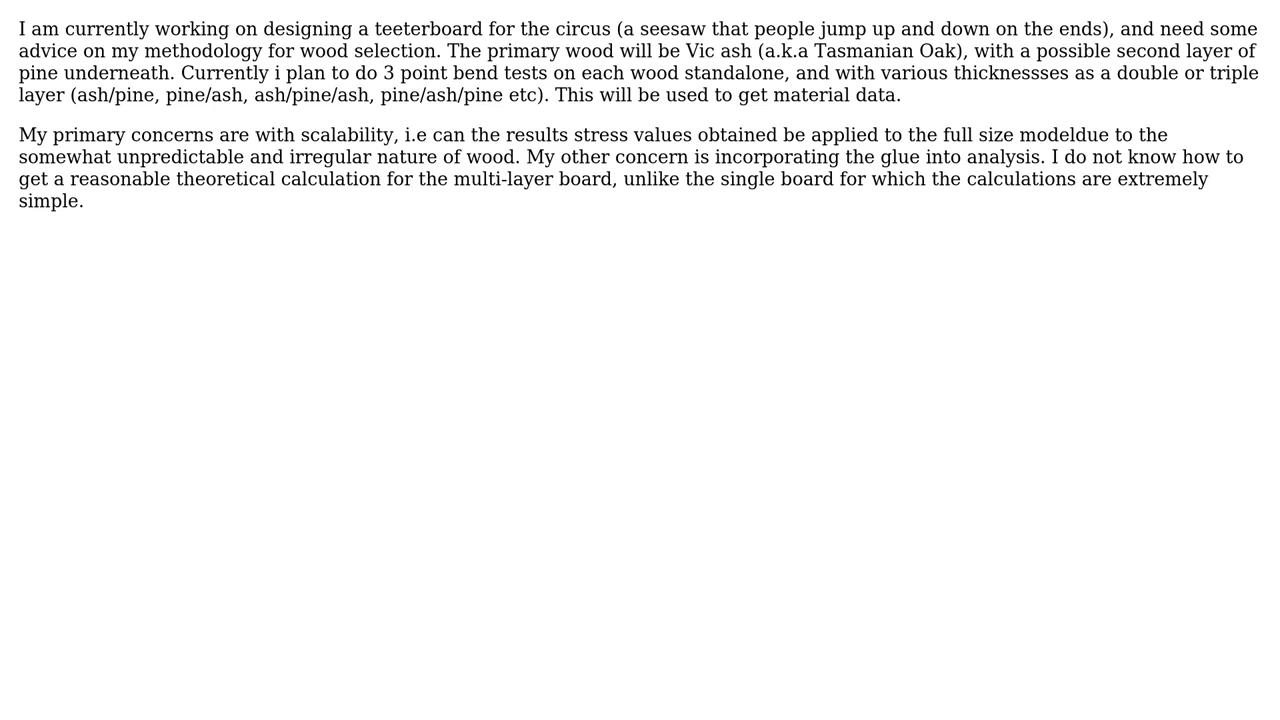 I am currently working on designing a teeterboard for the circus (a seesaw that people jump up and down on the ends), and need some
advice on my methodology for wood selection. The primary wood will be Vic ash (a.k.a Tasmanian Oak), with a possible second layer of
pine underneath. Currently i plan to do 3 point bend tests on each wood standalone, and with various thicknessses as a double or triple
layer (ash/pine, pine/ash, ash/pine/ash, pine/ash/pine etc). This will be used to get material data.
My primary concerns are with scalability, i.e can the results stress values obtained be applied to the full size modeldue to the
somewhat unpredictable and irregular nature of wood. My other concern is incorporating the glue into analysis. I do not know how to
get a reasonable theoretical calculation for the multi-layer board, unlike the single board for which the calculations are extremely
simple.